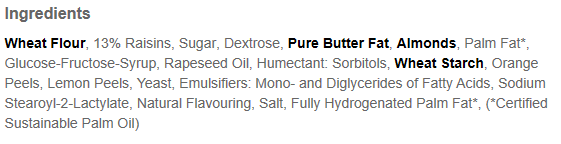 Ingredients
Wheat Flour, 13% Raisins, Sugar, Dextrose, Pure Butter Fat, Almonds, Palm Fat*,
Glucose-Fructose-Syrup, Rapeseed Oil, Humectant: Sorbitols, Wheat Starch, Orange
Peels, Lemon Peels, Yeast, Emulsifiers: Mono- and Diglycerides of Fatty Acids, Sodium
Stearoyl-2-Lactylate, Natural Flavouring, Salt, Fully Hydrogenated Palm Fat*, (*Certified
Sustainable Palm Oil)